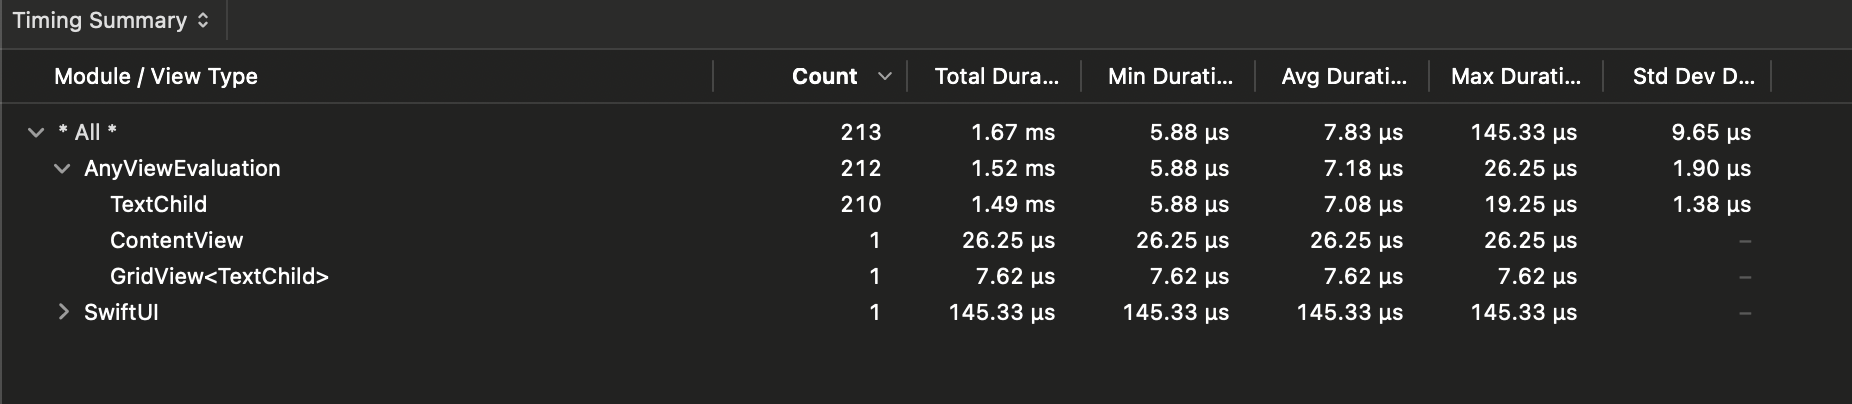 Timing Summary
Module / View Type Count Total Dura... Min Durati... Avg Durati... Max Durati... Std Dev D...
* All * 213 1.67 ms 5.88 µs 7.83 µs 145.33 µs 9.65 µs
AnyViewEvaluation 212 1.52 ms 5.88 µs 7.18 µs 26.25 µs 1.90 µs
TextChild 210 1.49 ms 5.88 µs 7.08 µs 19.25 µs 1.38 µs
ContentView 1 26.25 µs 26.25 µs 26.25 µs 26.25 µs –
GridView<TextChild> 1 7.62 µs 7.62 µs 7.62 µs 7.62 µs –
SwiftUI 1 145.33 µs 145.33 µs 145.33 µs 145.33 µs –